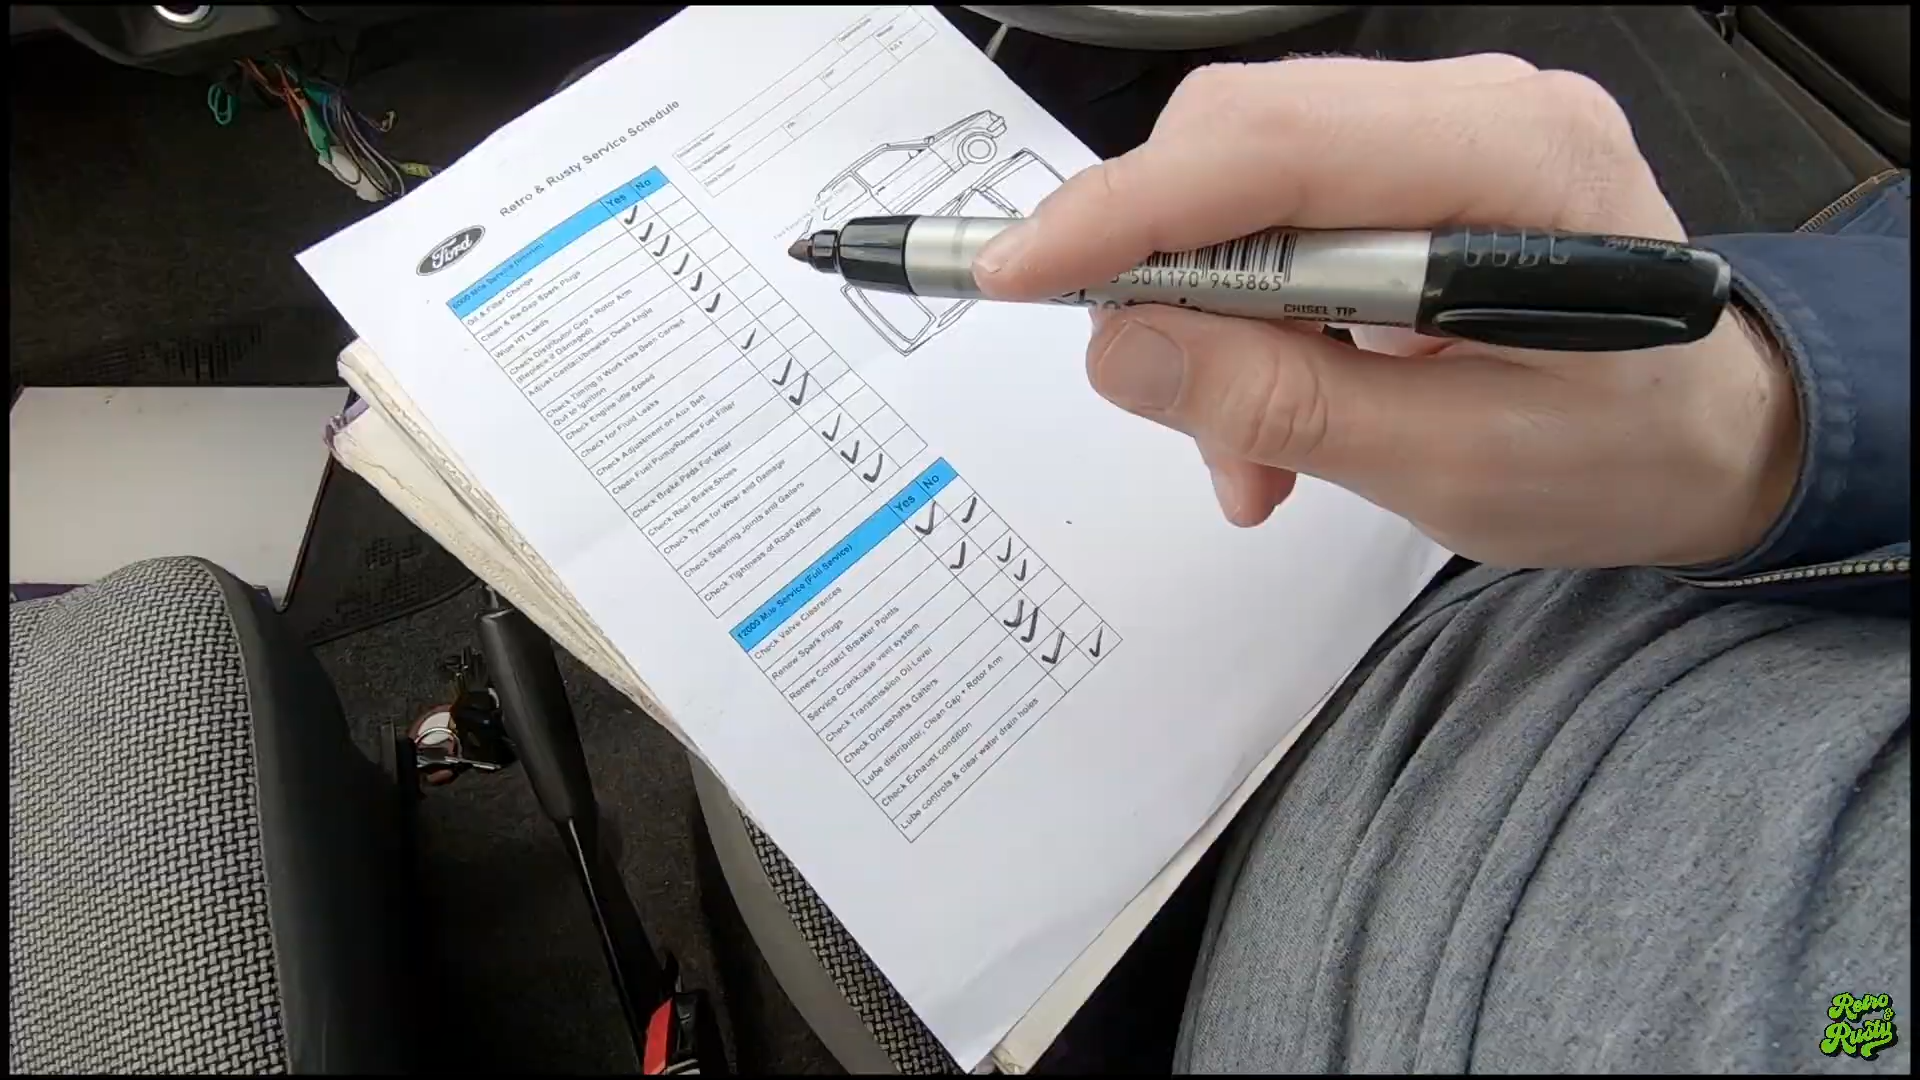 Retro & Rusty Service Schedule
Ford
6000 Mile Service (Interim) Yes No
Oil & Filter Change
Clean & Re-Gap Spark Plugs
Wipe HT Leads
Check Distributor Cap + Rotor Arm
(Replace if Damaged)
Adjust Contact breaker Dwell Angle
Check Timing if Work Has Been Carried
Out to Ignition
Check Engine Idle Speed
Check for Fluid Leaks
Check Adjustment on Aux Belt
Clean Fuel Pump/Renew Fuel Filter
Check Brake Pads For Wear
Check Rear Brake Shoes
Check Tyres for Wear and Damage
Check Steering Joints and Gaiters
Check Tightness of Road Wheels
12000 Mile Service (Full Service) Yes No
Check Valve Clearances
Renew Spark Plugs
Renew Contact Breaker Points
Service Crankcase vent system
Check Transmission Oil Level
Check Driveshafts Gaiters
Lube distributor, Clean Cap + Rotor Arm
Check Exhaust condition
Lube controls & clear water drain holes
501170 945865
CHISEL TIP
Retro & Rusty